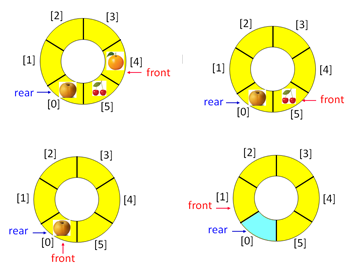 [2] [3]
[1] [4]
front
rear
[0] [5]
[2] [3]
[1] [4]
rear front
[0] [5]
[2] [3]
[1] [4]
rear
[0] [5]
front
[2] [3]
[1] [4]
front
rear
[0] [5]